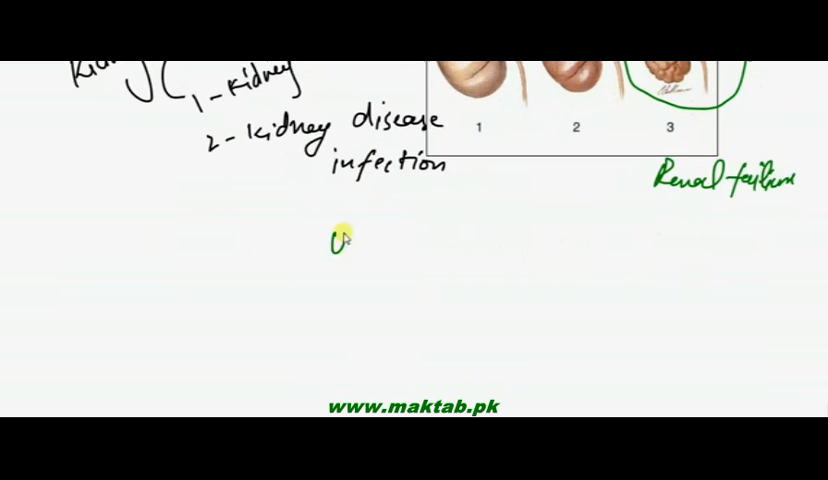 1 - kidney
2 - kidney disease
infection
1 2 3
Renal failure
www.maktab.pk